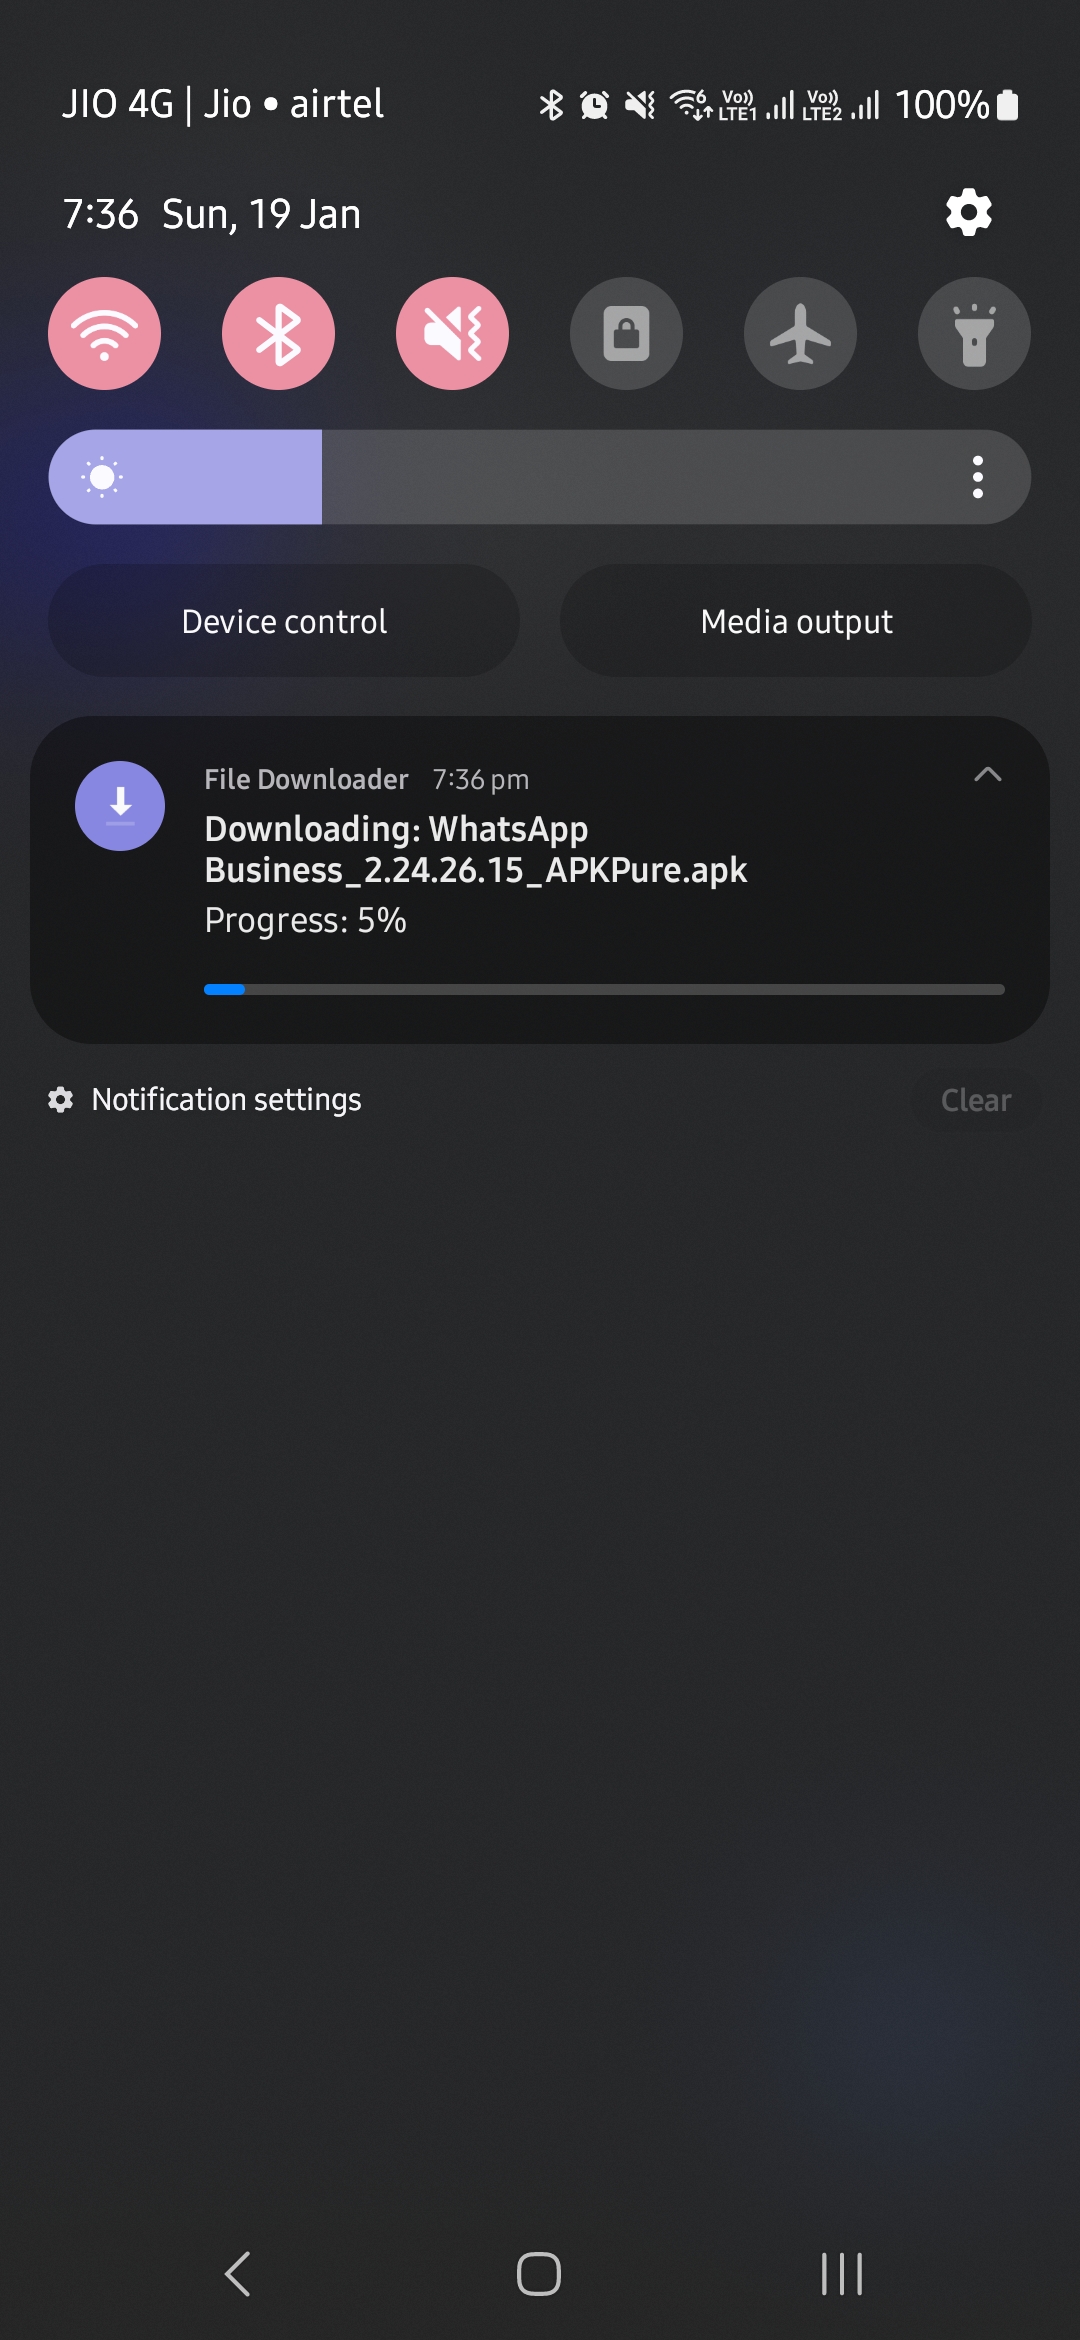 JIO 4G | Jio • airtel 6 Vo)) LTE1 Vo)) LTE2 100%
7:36 Sun, 19 Jan
Device control Media output
File Downloader 7:36 pm
Downloading: WhatsApp
Business_2.24.26.15_APKPure.apk
Progress: 5%
Notification settings Clear